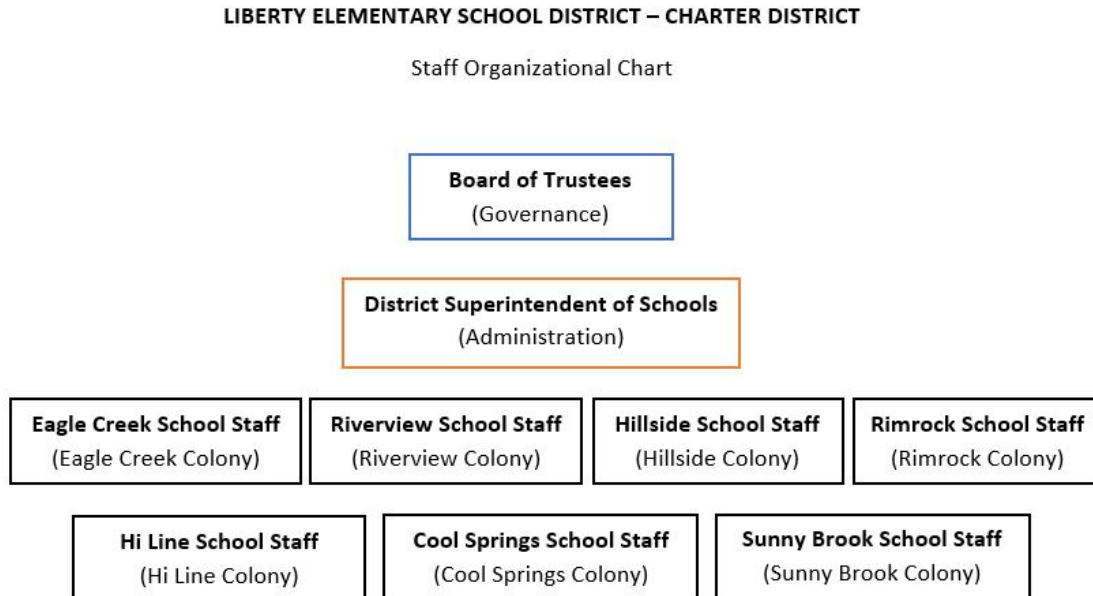 LIBERTY ELEMENTARY SCHOOL DISTRICT – CHARTER DISTRICT
Staff Organizational Chart
Board of Trustees
(Governance)
District Superintendent of Schools
(Administration)
Eagle Creek School Staff
(Eagle Creek Colony)
Riverview School Staff
(Riverview Colony)
Hillside School Staff
(Hillside Colony)
Rimrock School Staff
(Rimrock Colony)
Hi Line School Staff
(Hi Line Colony)
Cool Springs School Staff
(Cool Springs Colony)
Sunny Brook School Staff
(Sunny Brook Colony)